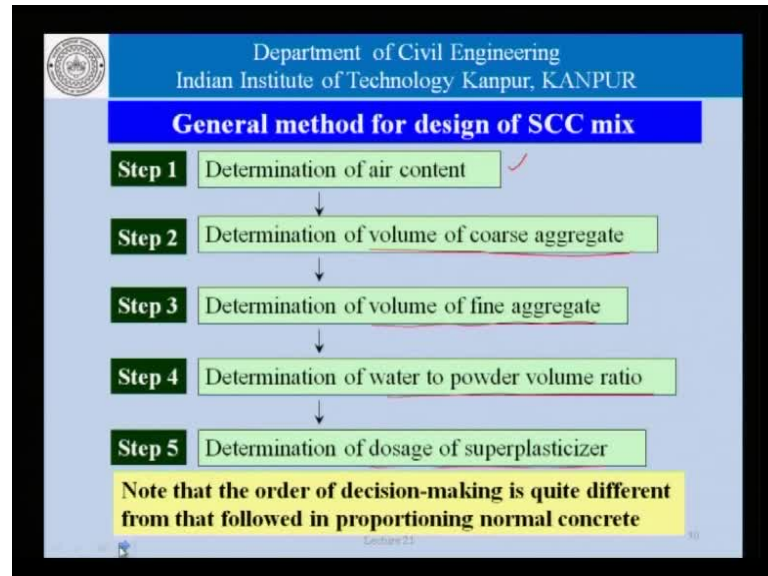 Department of Civil Engineering
Indian Institute of Technology Kanpur, KANPUR
General method for design of SCC mix
Step 1 Determination of air content
Step 2 Determination of volume of coarse aggregate
Step 3 Determination of volume of fine aggregate
Step 4 Determination of water to powder volume ratio
Step 5 Determination of dosage of superplasticizer
Note that the order of decision-making is quite different
from that followed in proportioning normal concrete
Lecture 21